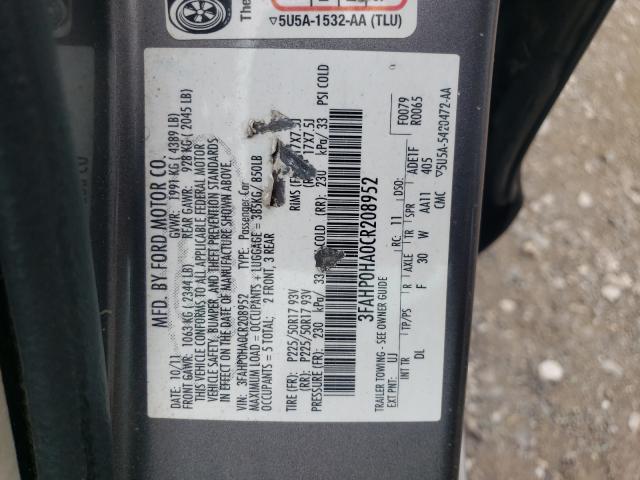 The
▽5U5A-1532-AA (TLU)
MFD. BY FORD MOTOR CO.
DATE: 10/11 GVWR: 1991 KG ( 4389 LB)
FRONT GAWR: 1063 KG ( 2344 LB) REAR GAWR: 928 KG ( 2045 LB)
THIS VEHICLE CONFORMS TO ALL APPLICABLE FEDERAL MOTOR
VEHICLE SAFETY, BUMPER, AND THEFT PREVENTION STANDARDS
IN EFFECT ON THE DATE OF MANUFACTURE SHOWN ABOVE.
VIN: 3FAHP0HA0CR208952 TYPE: Passenger Car
MAXIMUM LOAD = OCCUPANTS + LUGGAGE = 385KG/ 850LB
OCCUPANTS = 5 TOTAL; 2 FRONT, 3 REAR
TIRE (FR): P225/50R17 93V RIMS (F 17X7.5J
(RR): P225/50R17 93V (R 17X7.5J
PRESSURE (FR): 230 kPa/ 33 COLD (RR): 230 kPa/ 33 PSI COLD
3FAHP0HA0CR208952
TRAILER TOWING - SEE OWNER GUIDE
EXT PNT: UJ RC: 11 DSO: ADE1F F0079
INT TR TP/PS R AXLE TR SPR 405 R0065
DL F 30 W AA11 CMC ▽5U5A-5420472-AA